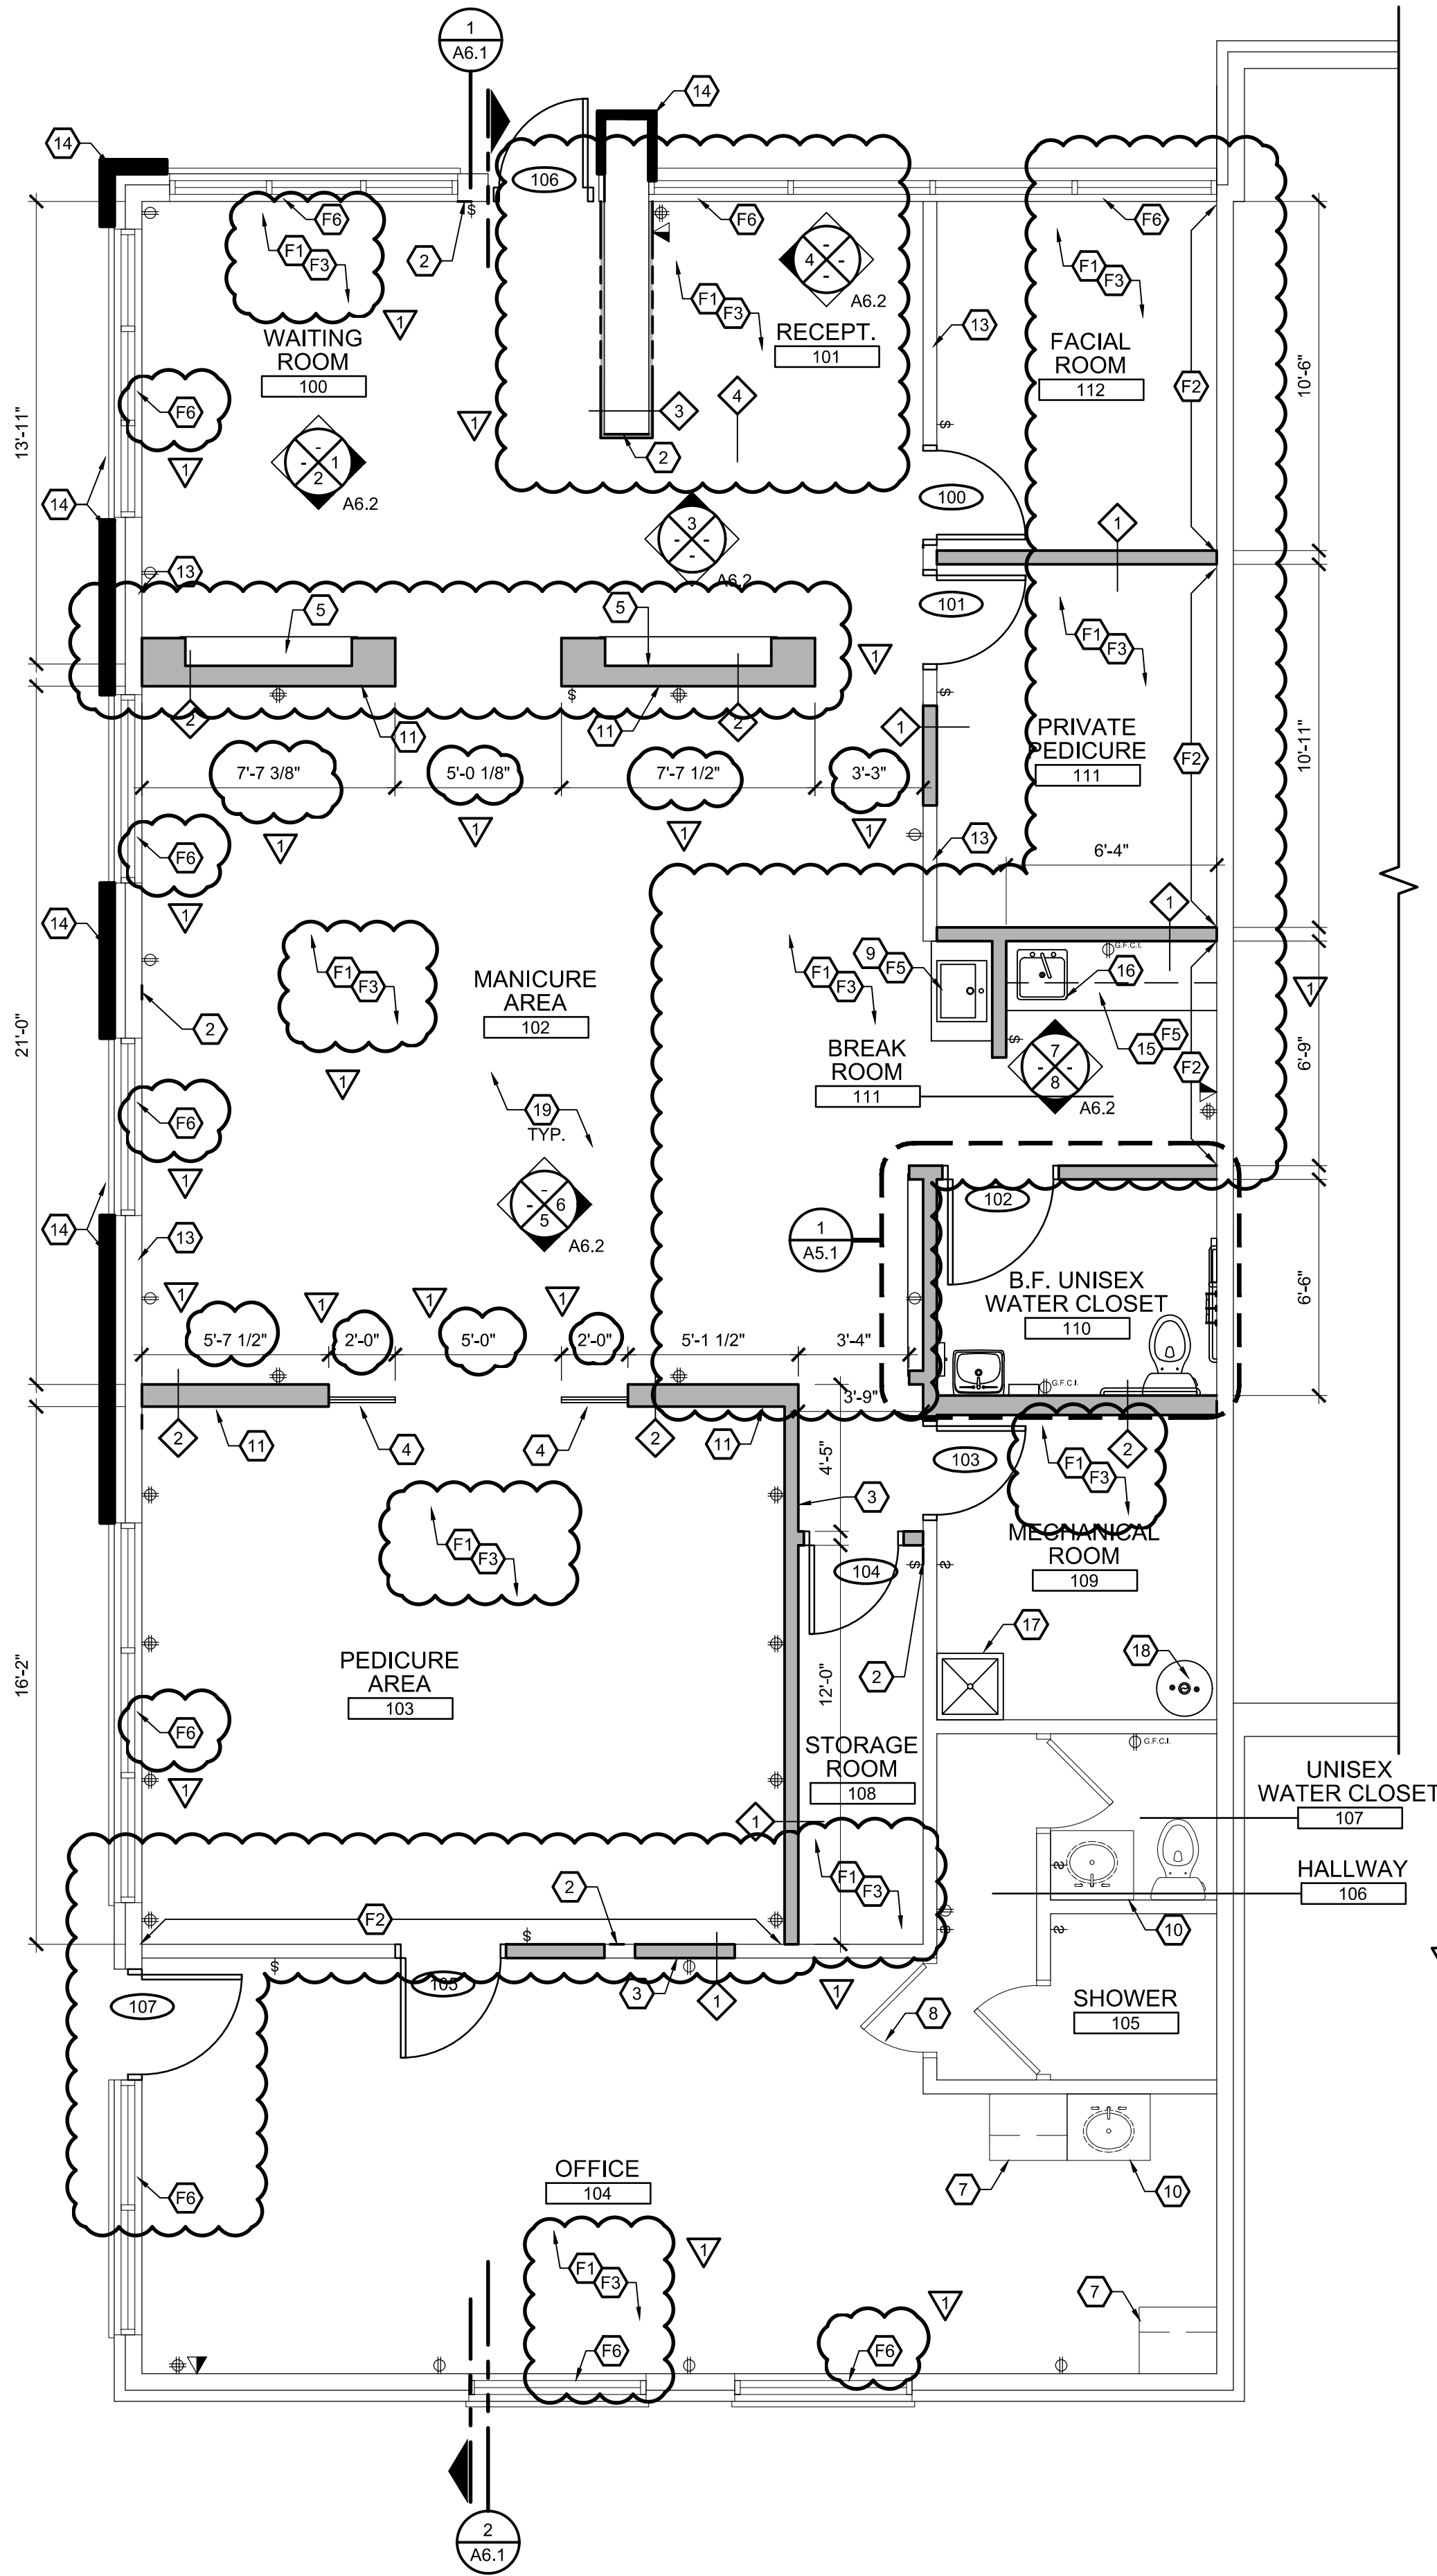 1
A6.1
14
14
106
F6
F1
F3
2
$
F6
4
-
-
-
A6.2
F6
F1
F3
F1
F3
1
WAITING
ROOM
100
RECEPT.
101
13
FACIAL
ROOM
112
F2
10'-6"
F6
1
13'-11"
3
4
1
2
$
-
-
1
2
A6.2
14
100
1
3
-
-
-
A6.2
13
5
5
101
F1
F3
1
$
2
2
11
11
$
1
PRIVATE
PEDICURE
111
F2
10'-11"
7'-7 3/8"
5'-0 1/8"
7'-7 1/2"
3'-3"
1
1
1
1
F6
1
13
6'-4"
14
1
F1
F3
1
MANICURE
AREA
102
F1
F3
9
F5
G.F.C.I.
16
1
2
21'-0"
BREAK
ROOM
111
$
7
-
-
8
A6.2
15
F5
F2
6'-9"
F6
1
19
TYP.
14
13
-
-
6
5
A6.2
1
A5.1
102
B.F. UNISEX
WATER CLOSET
110
6'-6"
1
1
1
1
5'-7 1/2"
2'-0"
5'-0"
2'-0"
5'-1 1/2"
3'-4"
3'-9"
G.F.C.I.
2
11
4
4
2
11
4'-5"
103
F1
F3
2
3
F1
F3
MECHANICAL
ROOM
109
104
$
$
17
18
2
12'-0"
16'-2"
PEDICURE
AREA
103
F6
1
STORAGE
ROOM
108
G.F.C.I.
UNISEX
WATER CLOSET
107
1
F1
F3
$
HALLWAY
106
2
F2
10
$
$
$
$
105
3
1
1
107
8
SHOWER
105
OFFICE
104
F6
7
10
F1
F3
1
7
1
F6
F6
2
A6.1